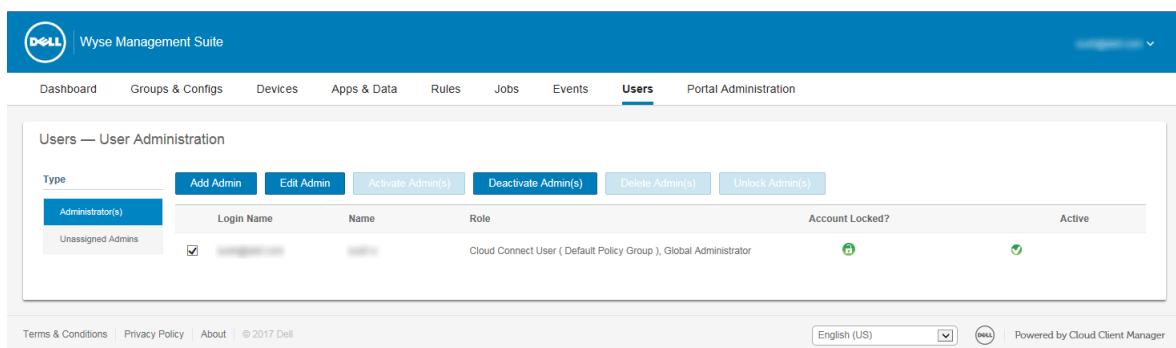 DELL Wyse Management Suite
Dashboard Groups & Configs Devices Apps & Data Rules Jobs Events Users Portal Administration
Users — User Administration
Type
Add Admin Edit Admin Activate Admin(s) Deactivate Admin(s) Delete Admin(s) Unlock Admin(s)
Administrator(s)
Unassigned Admins
Login Name Name Role Account Locked? Active
Cloud Connect User ( Default Policy Group ), Global Administrator
Terms & Conditions Privacy Policy About © 2017 Dell English (US) DELL Powered by Cloud Client Manager